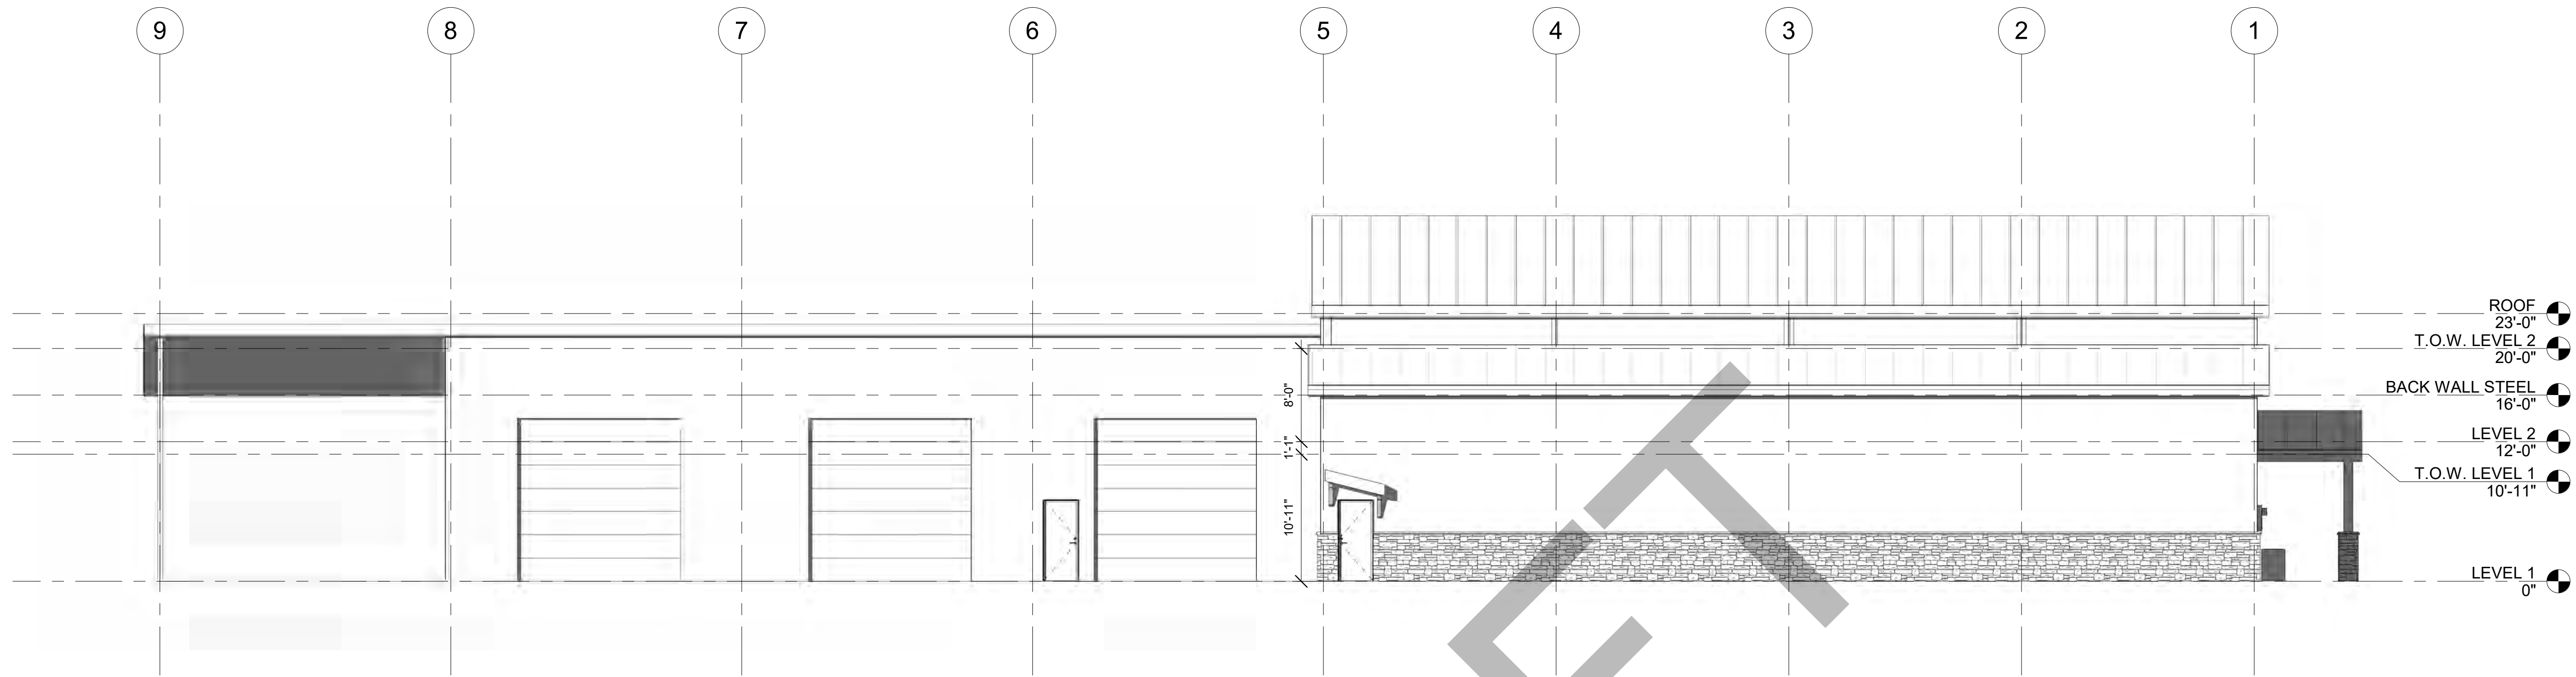 9 8 7 6 5 4 3 2 1
ROOF
23'-0"
T.O.W. LEVEL 2
20'-0"
BACK WALL STEEL
16'-0"
LEVEL 2
12'-0"
T.O.W. LEVEL 1
10'-11"
LEVEL 1
0"
8'-0"
1'-1"
10'-11"